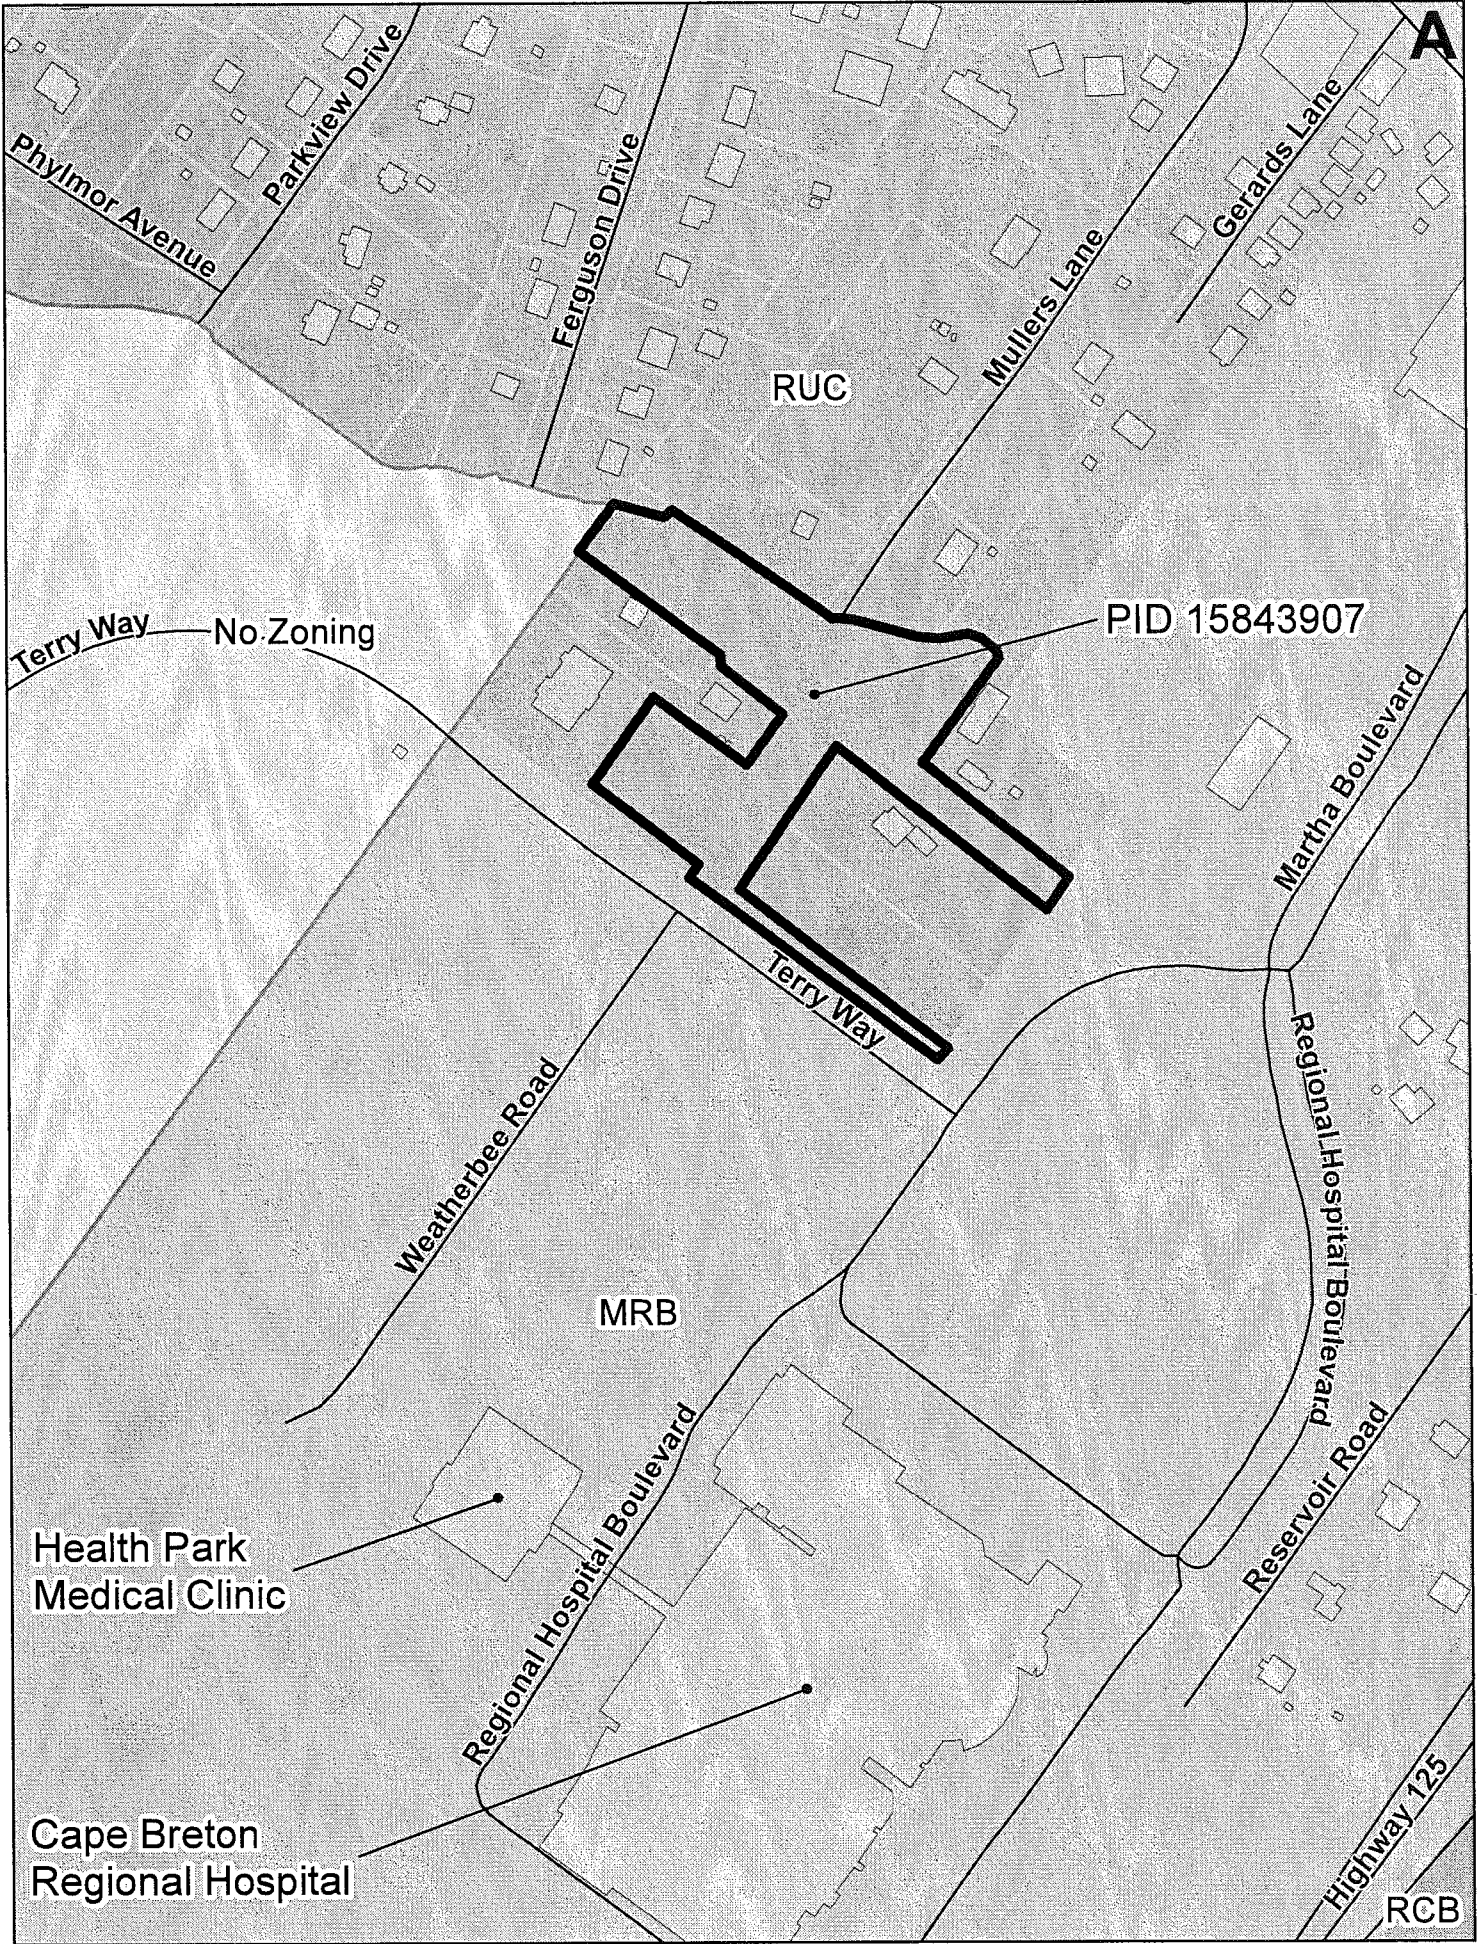 A
Parkview Drive
Phylmor Avenue
Ferguson Drive
Gerards Lane
Mullers Lane
RUC
PID 15843907
Terry Way
No Zoning
Martha Boulevard
Terry Way
Regional Hospital Boulevard
Weatherbee Road
MRB
Regional Hospital Boulevard
Reservoir Road
Health Park
Medical Clinic
Cape Breton
Regional Hospital
Highway 125
RCB